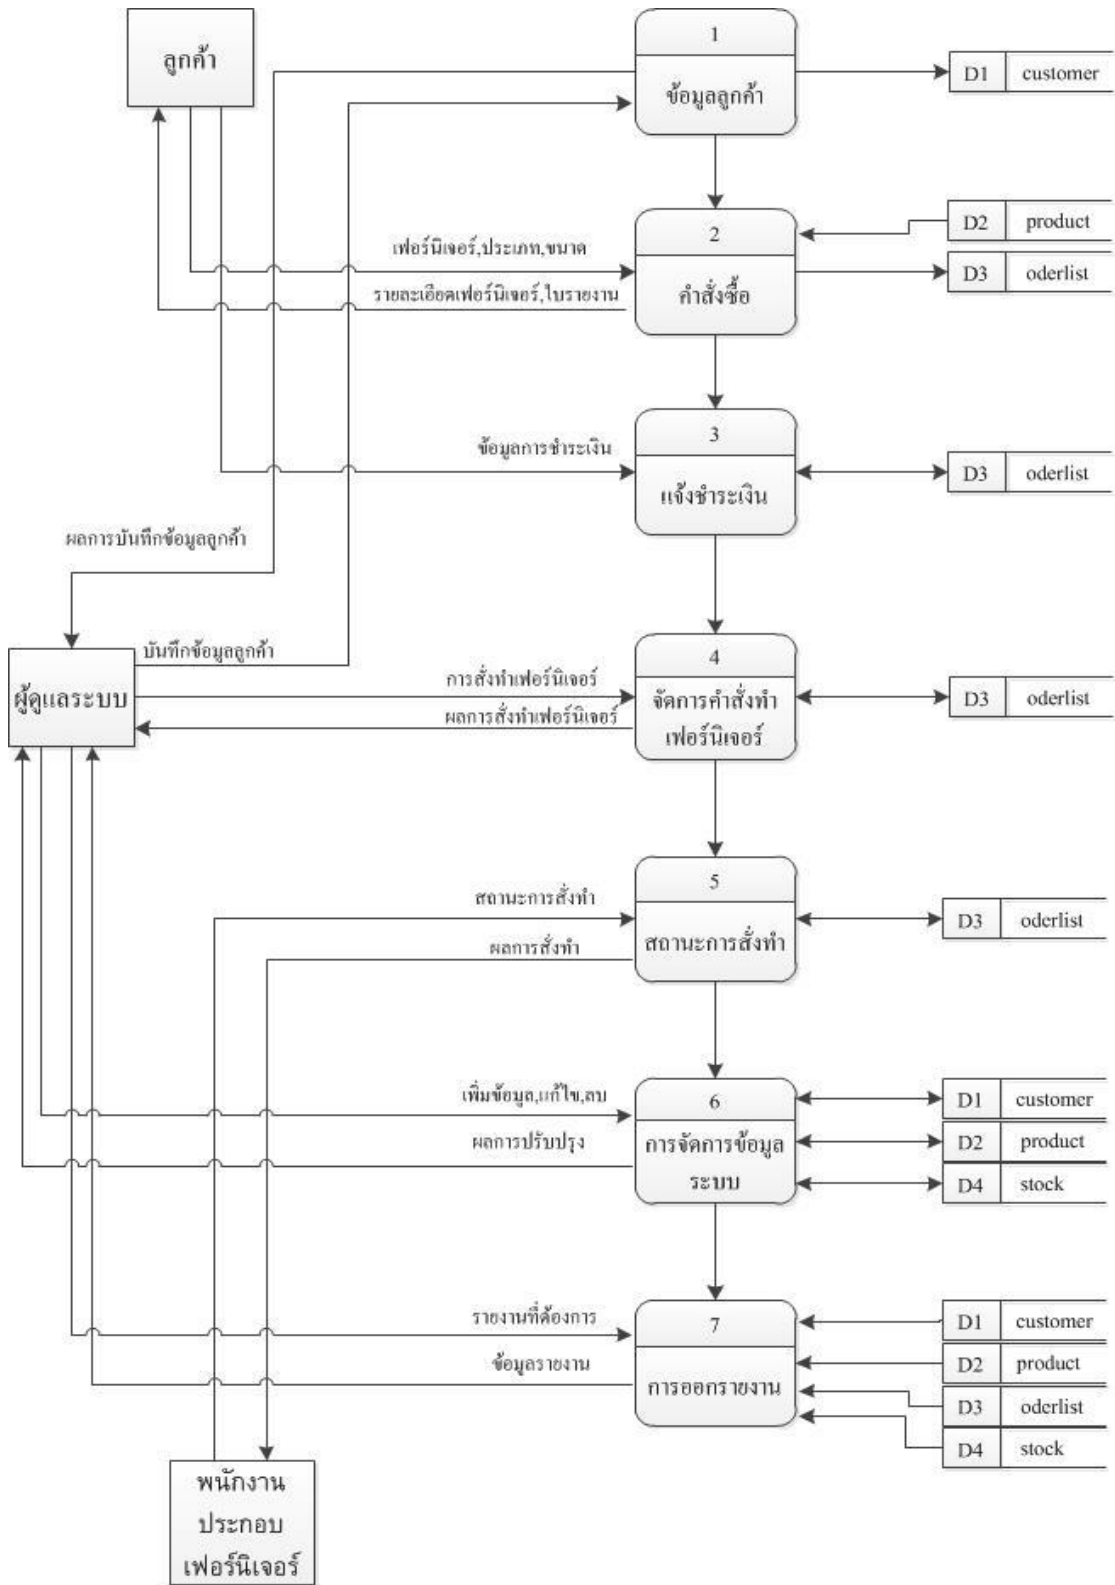 ลูกค้า
1
ข้อมูลลูกค้า
D1 customer
2
คำสั่งซื้อ
D2 product
D3 oderlist
เฟอร์นิเจอร์,ประเภท,ขนาด
รายละเอียดเฟอร์นิเจอร์,ใบรายงาน
3
แจ้งชำระเงิน
D3 oderlist
ข้อมูลการชำระเงิน
ผลการบันทึกข้อมูลลูกค้า
ผู้ดูแลระบบ
บันทึกข้อมูลลูกค้า
การสั่งทำเฟอร์นิเจอร์
ผลการสั่งทำเฟอร์นิเจอร์
4
จัดการคำสั่งทำ
เฟอร์นิเจอร์
D3 oderlist
สถานะการสั่งทำ
ผลการสั่งทำ
5
สถานะการสั่งทำ
D3 oderlist
เพิ่มข้อมูล,แก้ไข,ลบ
ผลการปรับปรุง
6
การจัดการข้อมูล
ระบบ
D1 customer
D2 product
D4 stock
รายงานที่ต้องการ
ข้อมูลรายงาน
7
การออกรายงาน
D1 customer
D2 product
D3 oderlist
D4 stock
พนักงาน
ประกอบ
เฟอร์นิเจอร์